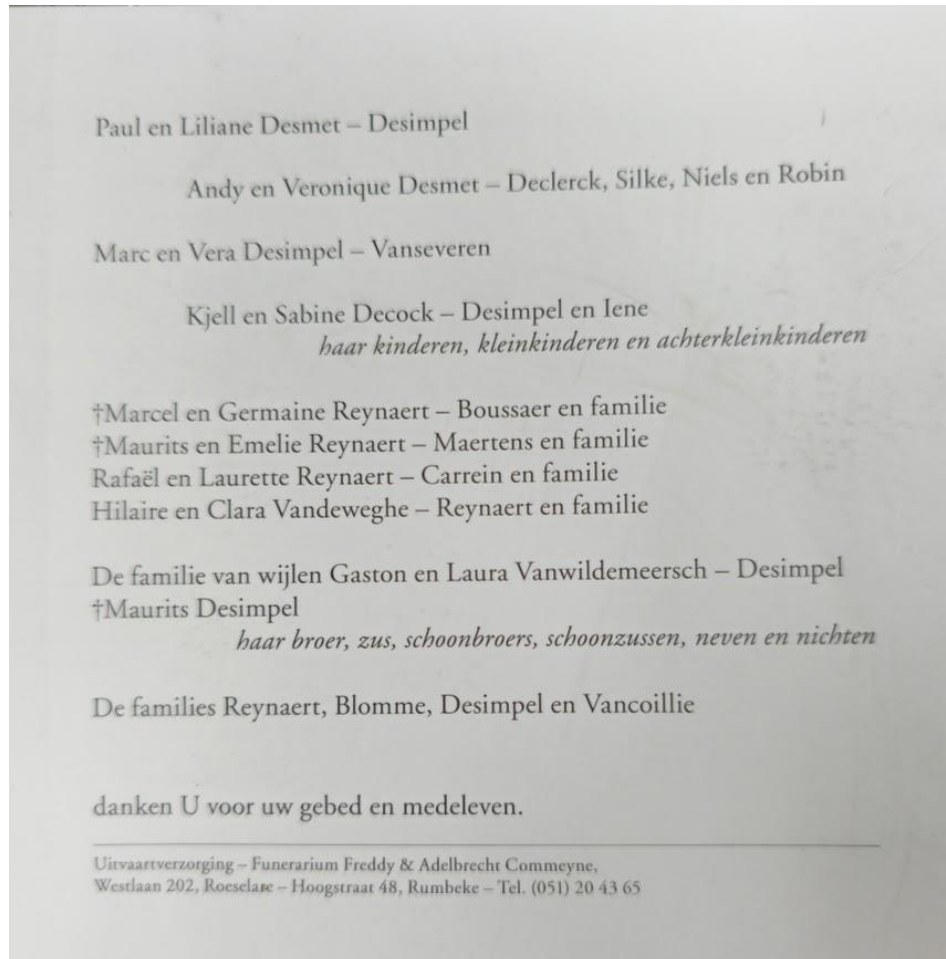 Paul en Liliane Desmet – Desimpel
Andy en Veronique Desmet – Declerck, Silke, Niels en Robin
Marc en Vera Desimpel – Vanseveren
Kjell en Sabine Decock – Desimpel en Iene
haar kinderen, kleinkinderen en achterkleinkinderen
†Marcel en Germaine Reynaert – Boussaer en familie
†Maurits en Emelie Reynaert – Maertens en familie
Rafaël en Laurette Reynaert – Carrein en familie
Hilaire en Clara Vandeweghe – Reynaert en familie
De familie van wijlen Gaston en Laura Vanwildemeersch – Desimpel
†Maurits Desimpel
haar broer, zus, schoonbroers, schoonzussen, neven en nichten
De families Reynaert, Blomme, Desimpel en Vancoillie
danken U voor uw gebed en medeleven.
Uitvaartverzorging – Funerarium Freddy & Adelbrecht Commeyne,
Westlaan 202, Roeselare – Hoogstraat 48, Rumbeke – Tel. (051) 20 43 65